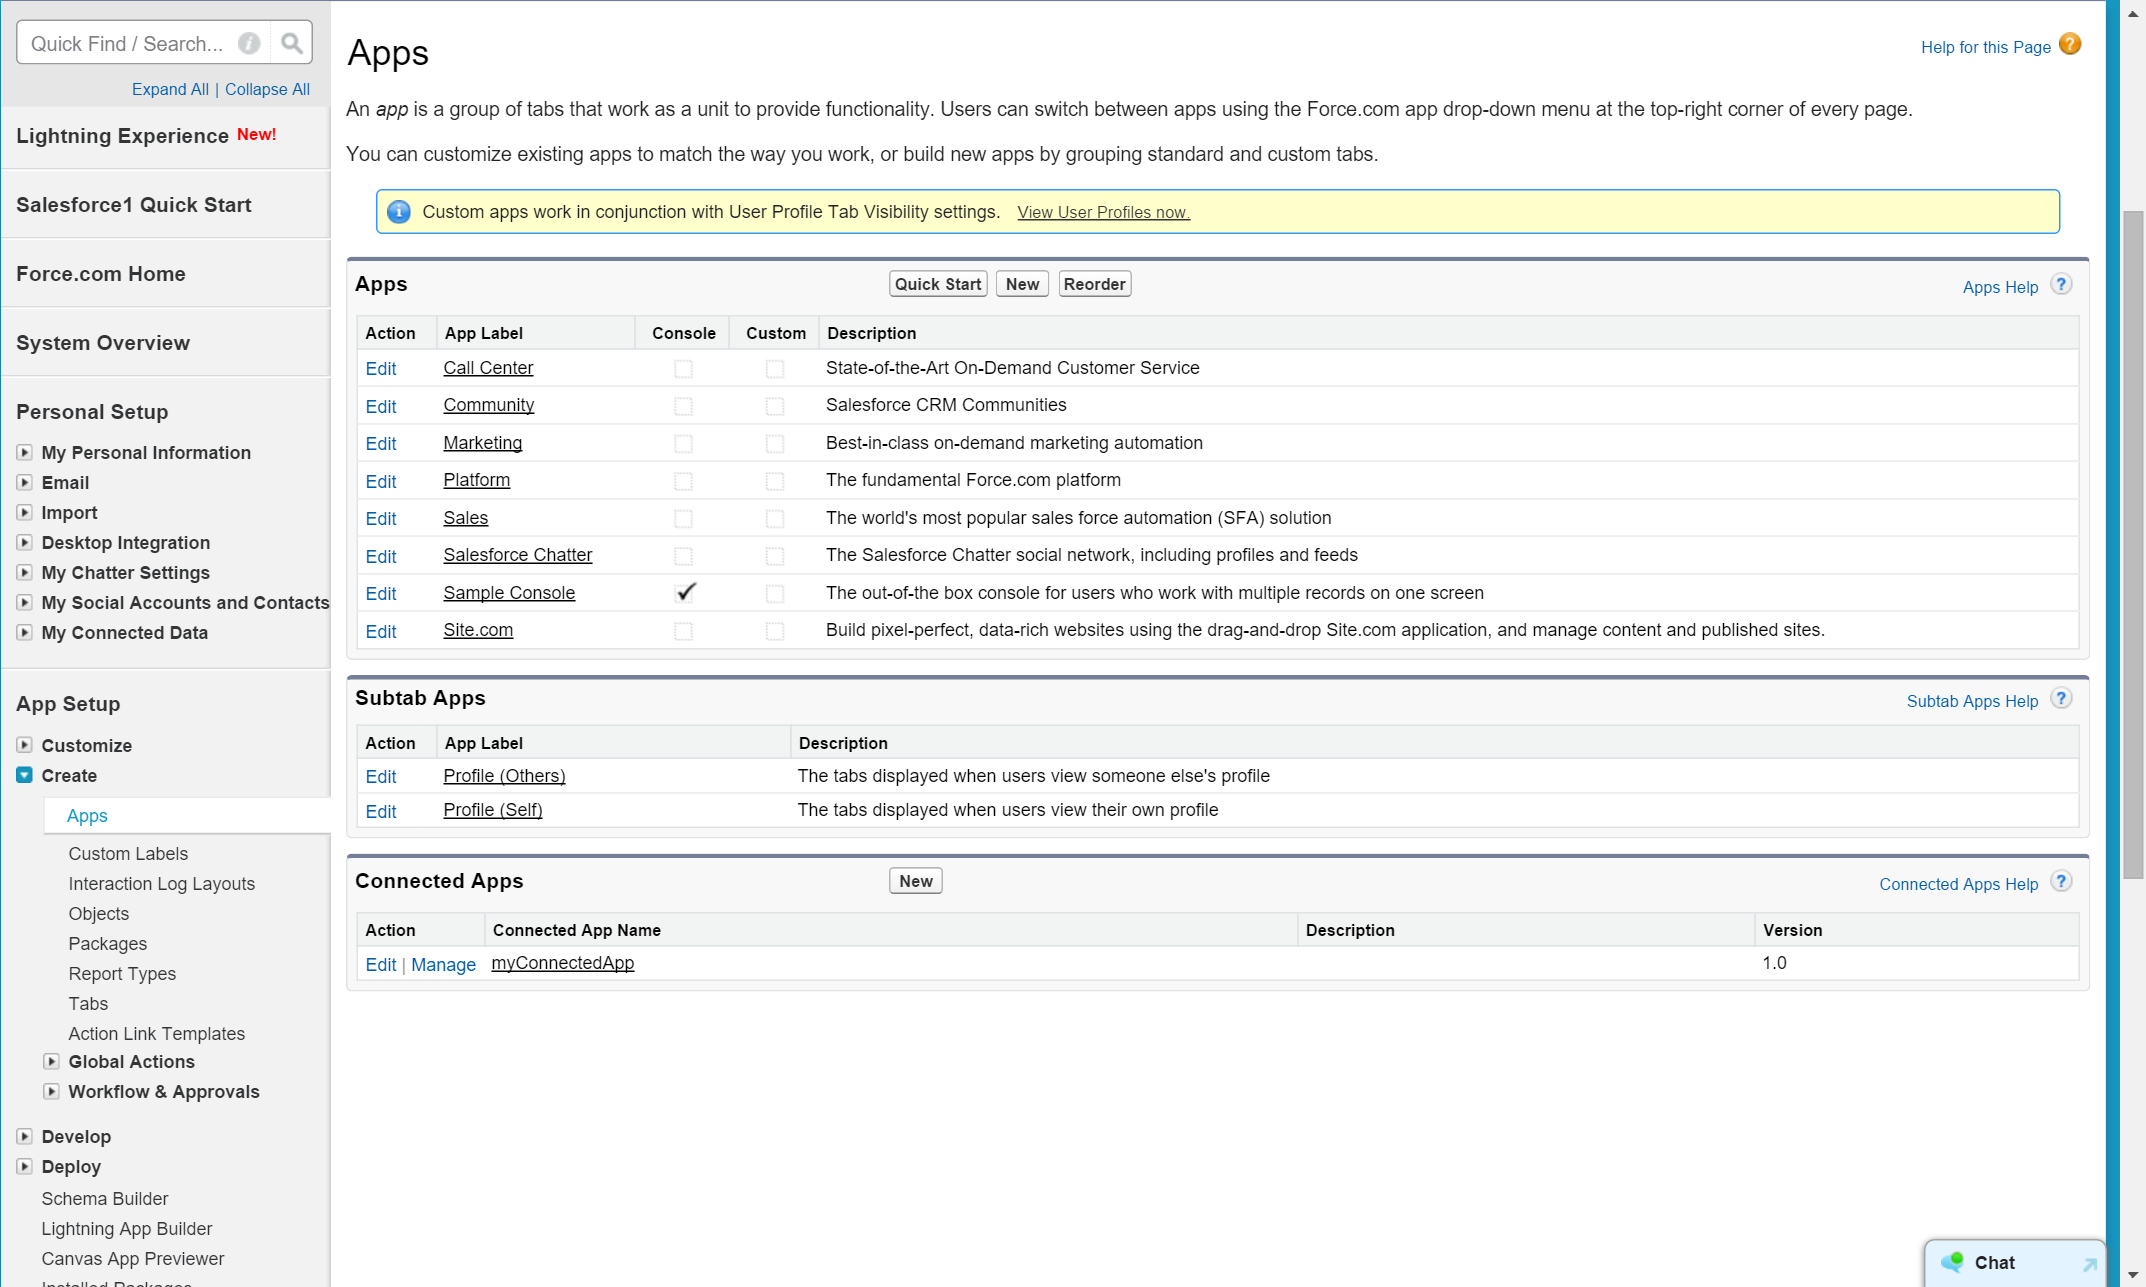 Quick Find / Search...
Expand All | Collapse All
Lightning Experience New!
Salesforce1 Quick Start
Force.com Home
System Overview
Personal Setup
My Personal Information
Email
Import
Desktop Integration
My Chatter Settings
My Social Accounts and Contacts
My Connected Data
App Setup
Customize
Create
Apps
Custom Labels
Interaction Log Layouts
Objects
Packages
Report Types
Tabs
Action Link Templates
Global Actions
Workflow & Approvals
Develop
Deploy
Schema Builder
Lightning App Builder
Canvas App Previewer
Installed Packages
Apps
Help for this Page ?
An app is a group of tabs that work as a unit to provide functionality. Users can switch between apps using the Force.com app drop-down menu at the top-right corner of every page.
You can customize existing apps to match the way you work, or build new apps by grouping standard and custom tabs.
Custom apps work in conjunction with User Profile Tab Visibility settings. View User Profiles now.
Apps Quick Start New Reorder Apps Help ?
Action App Label Console Custom Description
Edit Call Center State-of-the-Art On-Demand Customer Service
Edit Community Salesforce CRM Communities
Edit Marketing Best-in-class on-demand marketing automation
Edit Platform The fundamental Force.com platform
Edit Sales The world's most popular sales force automation (SFA) solution
Edit Salesforce Chatter The Salesforce Chatter social network, including profiles and feeds
Edit Sample Console The out-of-the box console for users who work with multiple records on one screen
Edit Site.com Build pixel-perfect, data-rich websites using the drag-and-drop Site.com application, and manage content and published sites.
Subtab Apps Subtab Apps Help ?
Action App Label Description
Edit Profile (Others) The tabs displayed when users view someone else's profile
Edit Profile (Self) The tabs displayed when users view their own profile
Connected Apps New Connected Apps Help ?
Action Connected App Name Description Version
Edit | Manage myConnectedApp 1.0
Chat